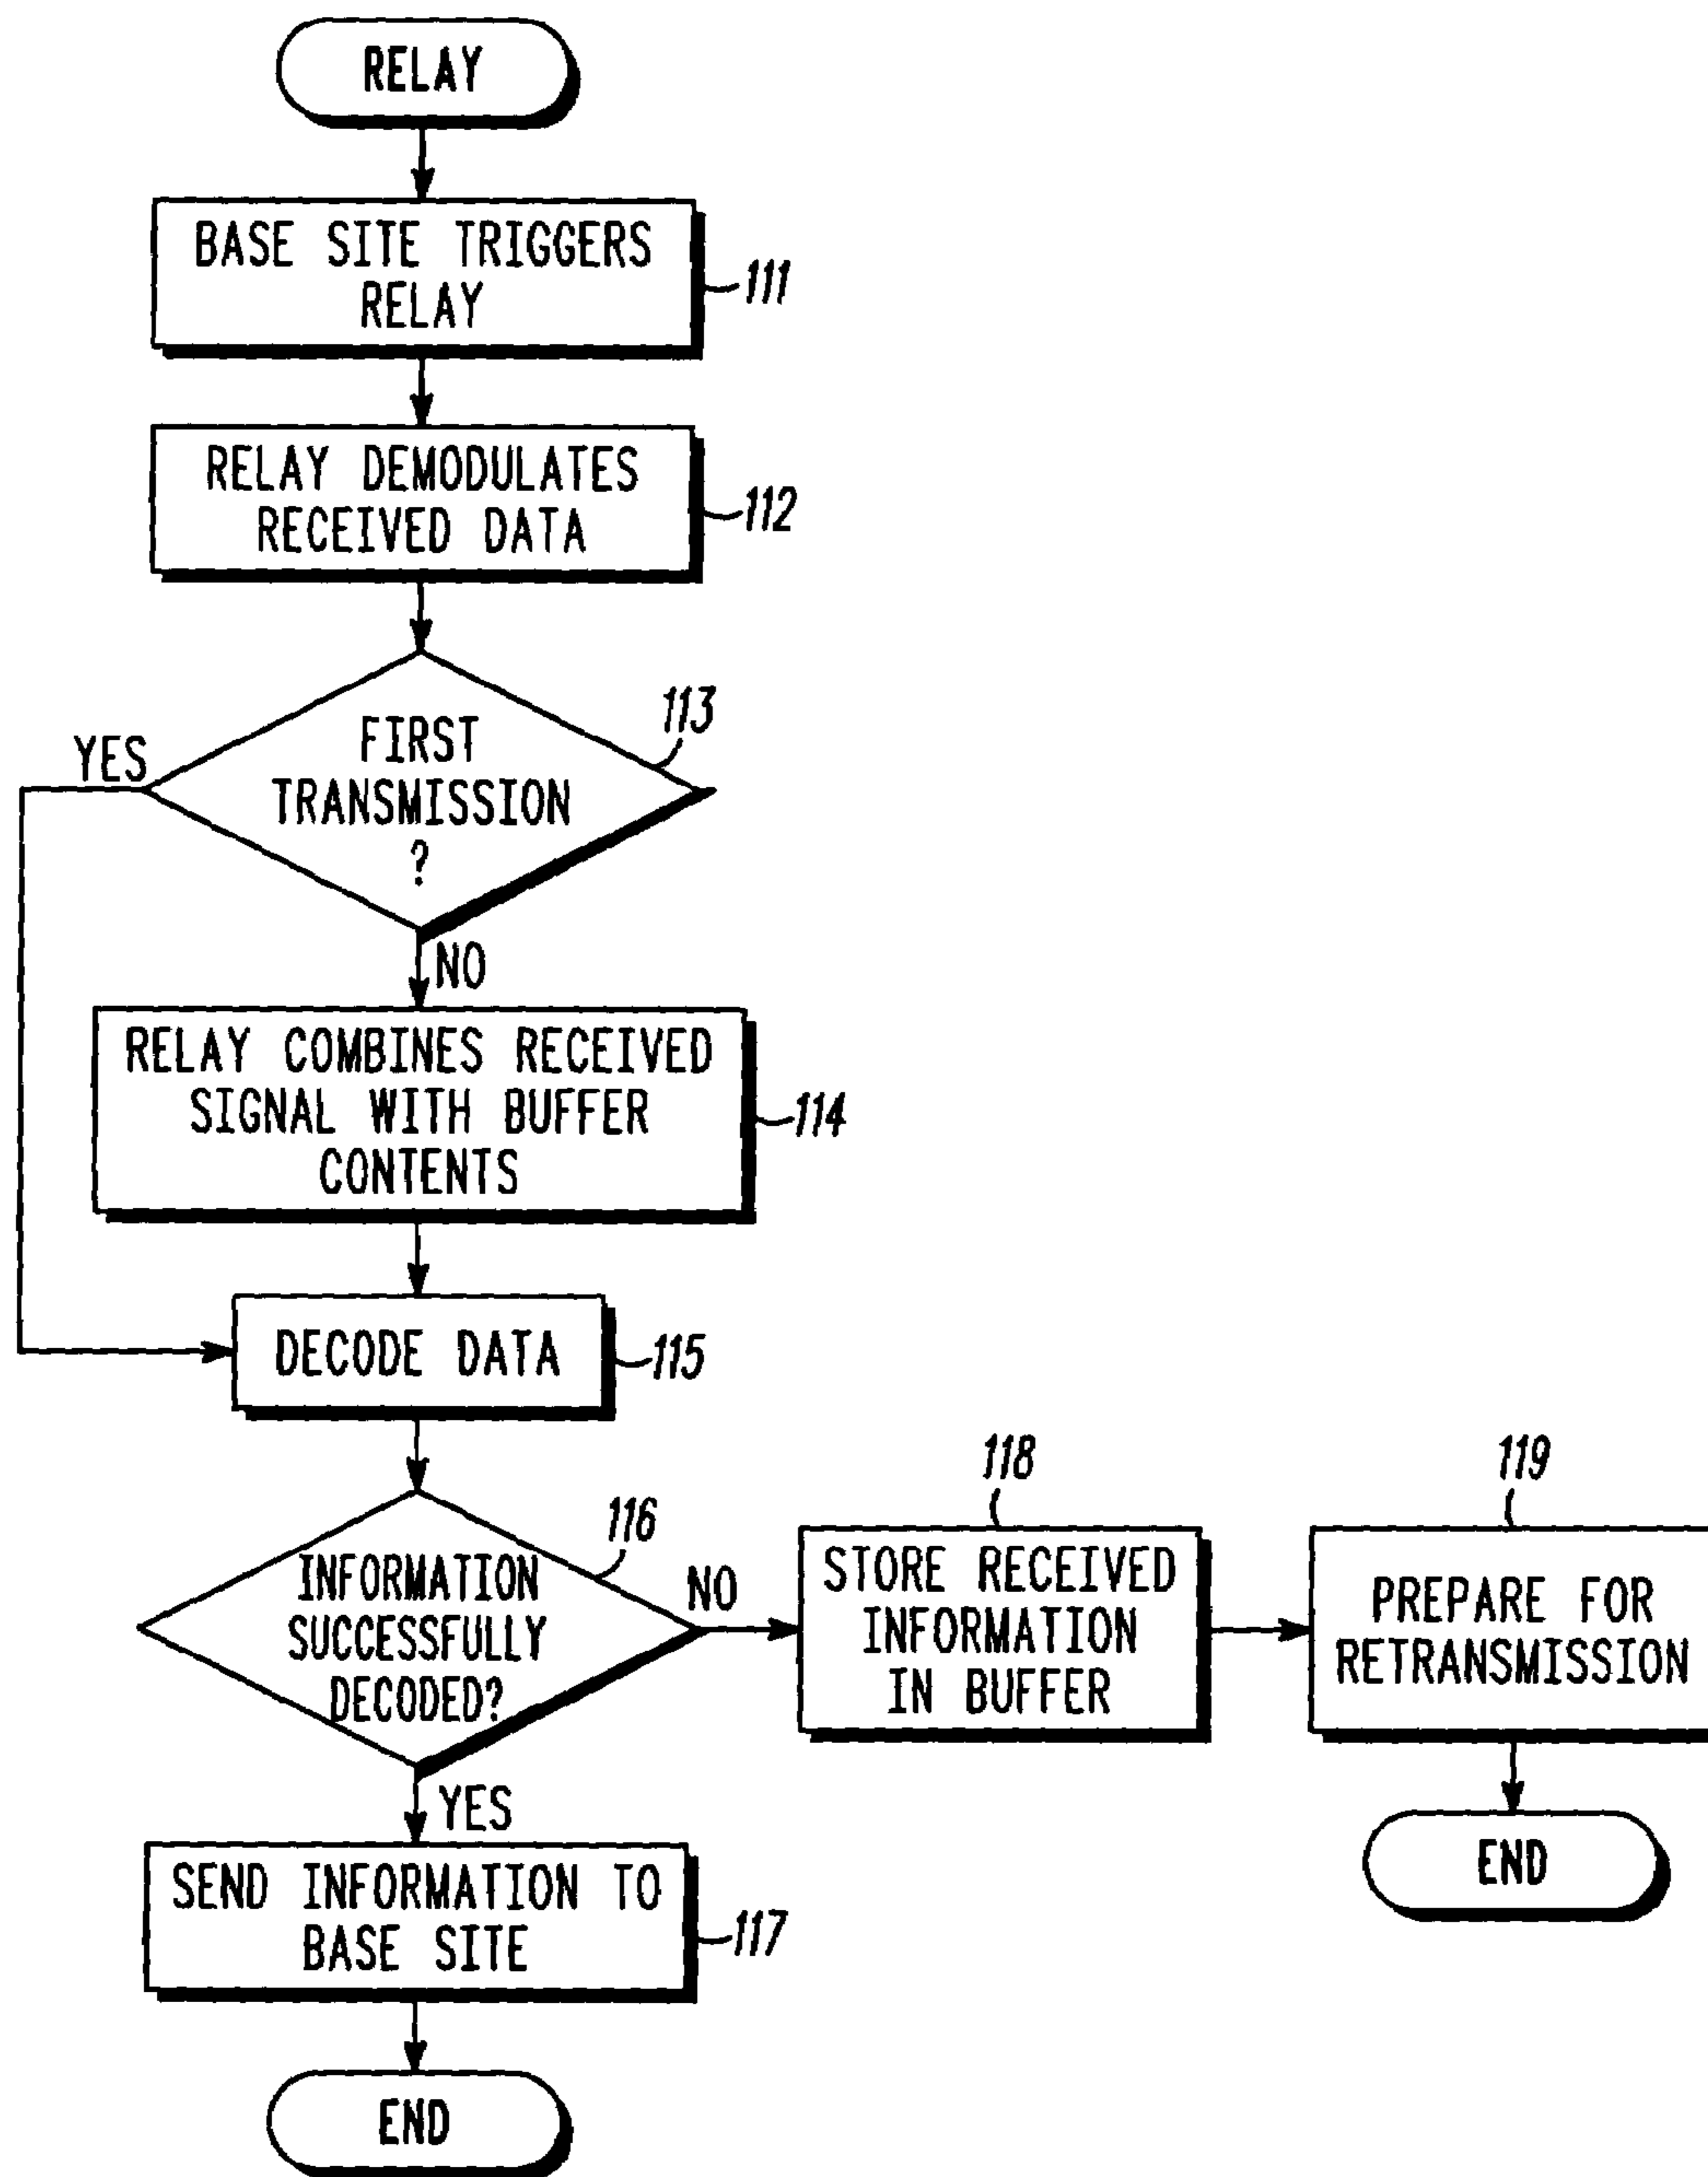 RELAY
BASE SITE TRIGGERS
RELAY
111
RELAY DEMODULATES
RECEIVED DATA
112
113
FIRST
TRANSMISSION
?
YES
NO
RELAY COMBINES RECEIVED
SIGNAL WITH BUFFER
CONTENTS
114
DECODE DATA
115
116
INFORMATION
SUCCESSFULLY
DECODED?
NO
118
STORE RECEIVED
INFORMATION
IN BUFFER
119
PREPARE FOR
RETRANSMISSION
END
YES
SEND INFORMATION TO
BASE SITE
117
END